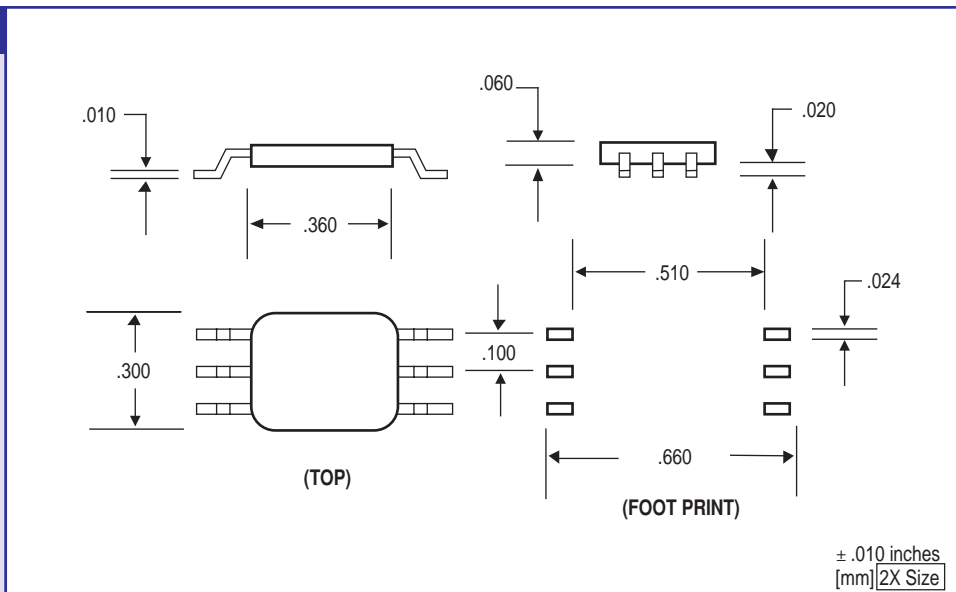 .010
.060
.020
.360
.510
.024
.300
.100
.660
(TOP)
(FOOT PRINT)
± .010 inches
[mm] 2X Size